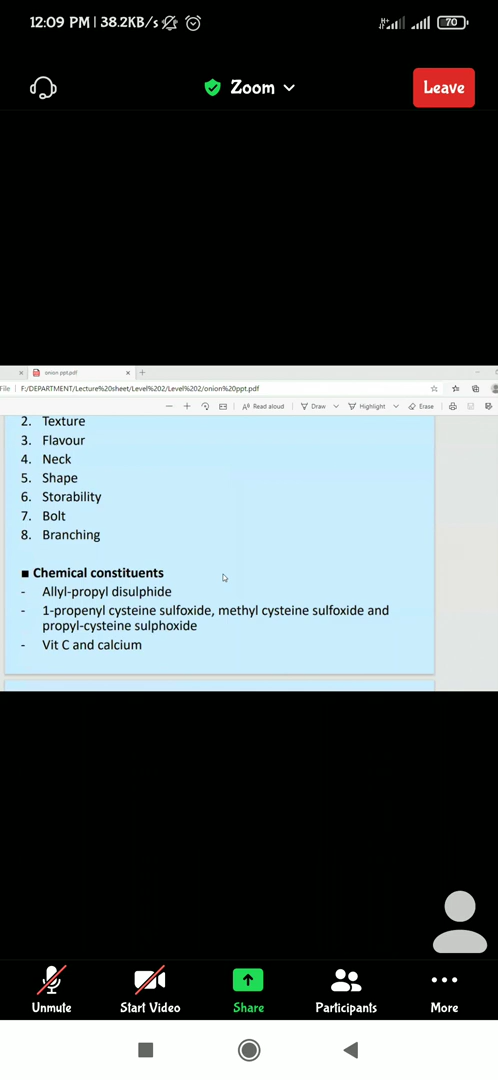 12:09 PM | 38.2KB/s
70
Zoom
Leave
onion ppt.pdf
File | F:/DEPARTMENT/Lecture%20sheet/Level%202/Level%202/onion%20ppt.pdf
Read aloud
Draw
Highlight
Erase
2. Texture
3. Flavour
4. Neck
5. Shape
6. Storability
7. Bolt
8. Branching
■ Chemical constituents
- Allyl-propyl disulphide
- 1-propenyl cysteine sulfoxide, methyl cysteine sulfoxide and
propyl-cysteine sulphoxide
- Vit C and calcium
Unmute
Start Video
Share
Participants
More